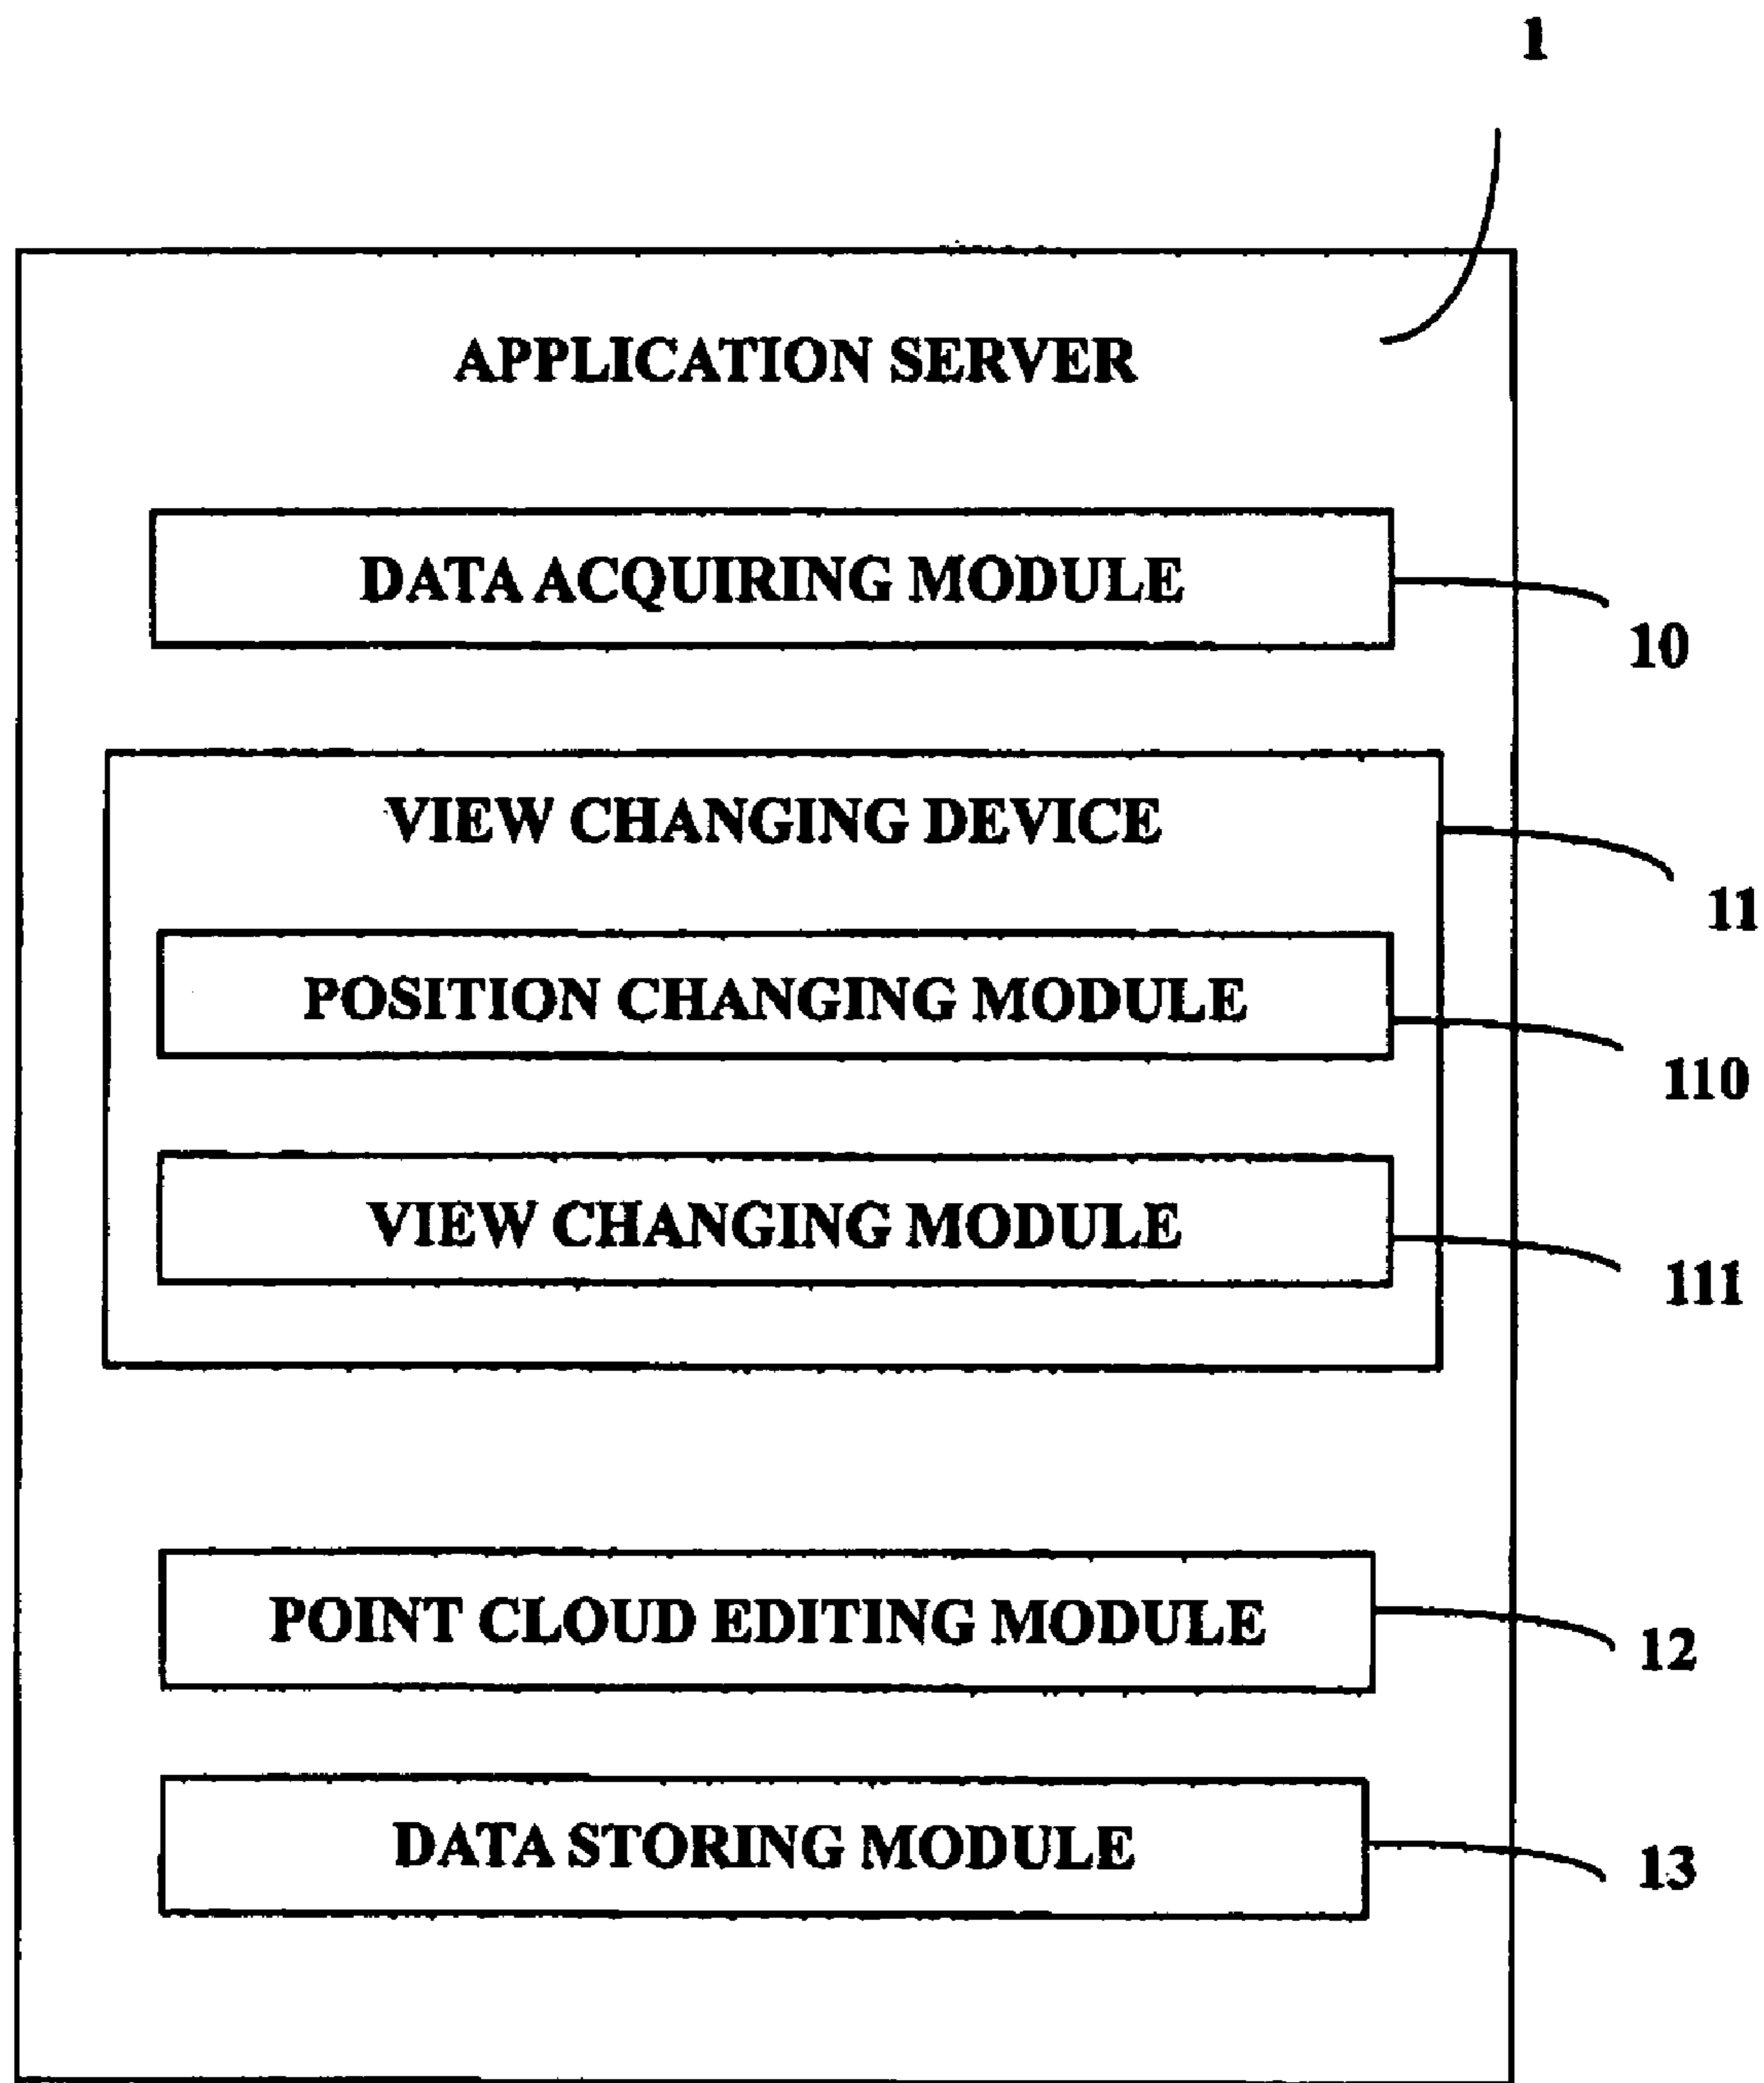 1
APPLICATION SERVER
DATA ACQUIRING MODULE
10
VIEW CHANGING DEVICE
11
POSITION CHANGING MODULE
110
VIEW CHANGING MODULE
111
POINT CLOUD EDITING MODULE
12
DATA STORING MODULE
13